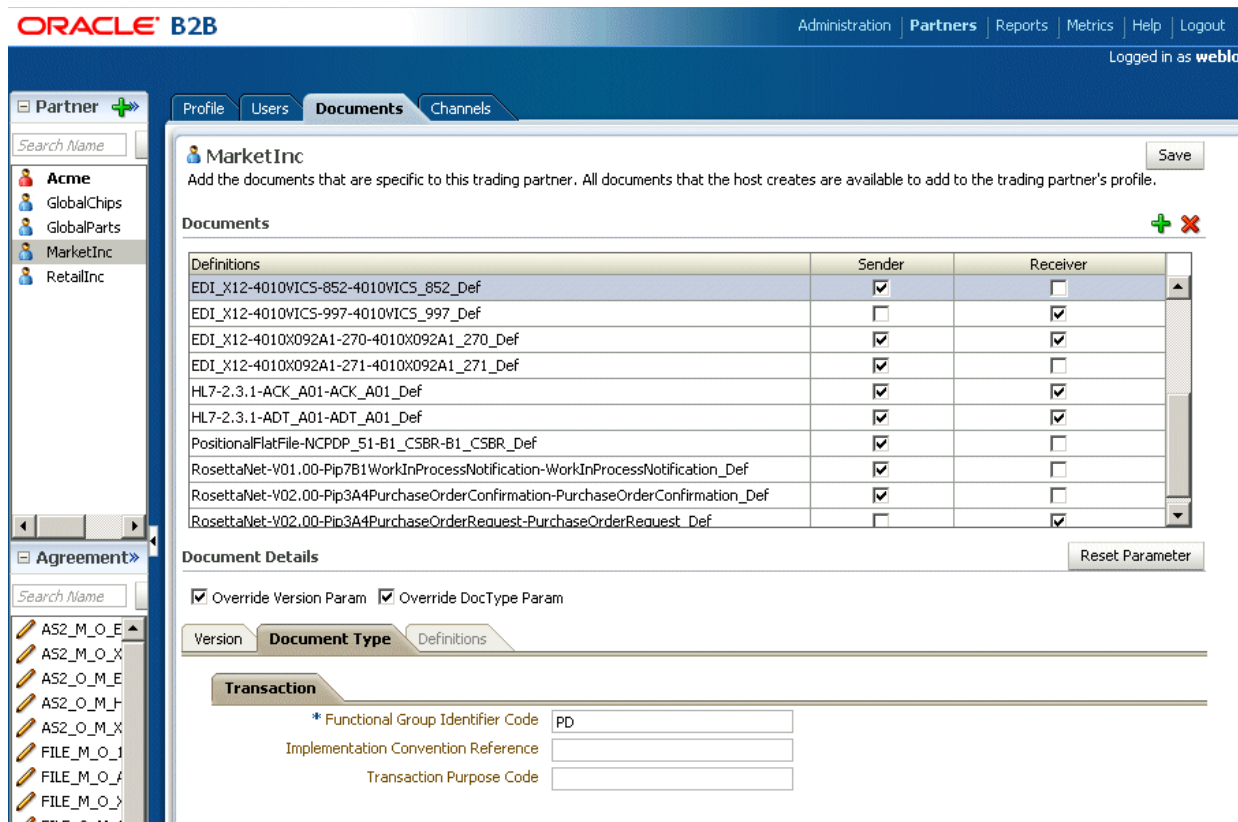 ORACLE B2B
Administration Partners Reports Metrics Help Logout
Logged in as weblo
Partner
Profile Users Documents Channels
Search Name
Acme
GlobalChips
GlobalParts
MarketInc
RetailInc
MarketInc
Save
Add the documents that are specific to this trading partner. All documents that the host creates are available to add to the trading partner's profile.
Documents
Definitions Sender Receiver
EDI_X12-4010VICS-852-4010VICS_852_Def
EDI_X12-4010VICS-997-4010VICS_997_Def
EDI_X12-4010X092A1-270-4010X092A1_270_Def
EDI_X12-4010X092A1-271-4010X092A1_271_Def
HL7-2.3.1-ACK_A01-ACK_A01_Def
HL7-2.3.1-ADT_A01-ADT_A01_Def
PositionalFlatFile-NCPDP_51-B1_CSBR-B1_CSBR_Def
RosettaNet-V01.00-Pip7B1WorkInProcessNotification-WorkInProcessNotification_Def
RosettaNet-V02.00-Pip3A4PurchaseOrderConfirmation-PurchaseOrderConfirmation_Def
RosettaNet-V02.00-Pip3A4PurchaseOrderRequest-PurchaseOrderRequest_Def
Agreement
Search Name
AS2_M_O_E
AS2_M_O_X
AS2_O_M_E
AS2_O_M_H
AS2_O_M_X
FILE_M_O_1
FILE_M_O_A
FILE_M_O_X
Document Details
Reset Parameter
Override Version Param Override DocType Param
Version Document Type Definitions
Transaction
* Functional Group Identifier Code PD
Implementation Convention Reference
Transaction Purpose Code